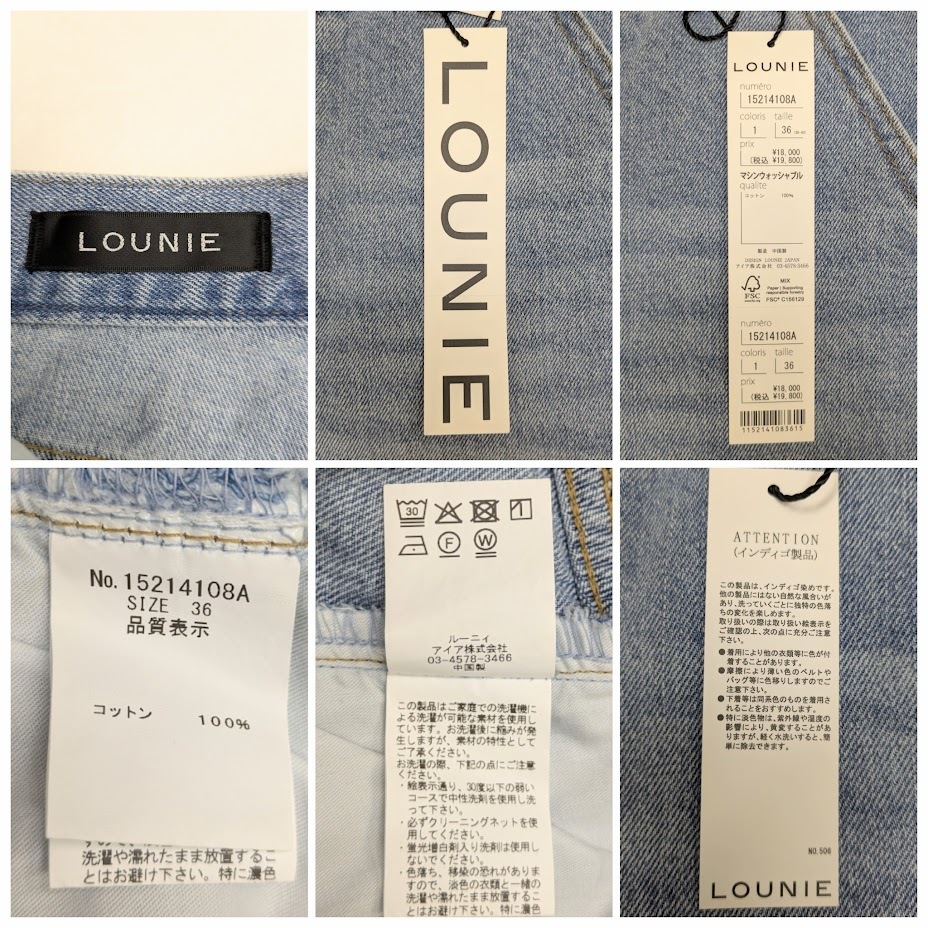 LOUNIE
LOUNIE
LOUNIE
numéro
15214108A
coloris taille
1 36
prix
¥18,000
(税込 ¥19,800)
マシンウォッシャブル
qualite
コットン 100%
製造 中国製
DESIGN LOUNIE JAPAN
アイア株式会社 03-4578-3466
FSC
MIX
Paper | Supporting
responsible forestry
FSC® C156129
numéro
15214108A
coloris taille
1 36
prix
¥18,000
(税込 ¥19,800)
1152141083615
No.15214108A
SIZE 36
品質表示
コットン 100%
洗濯や濡れたまま放置するこ
とはお避け下さい。特に濃色
30
F
W
ルーニィ
アイア株式会社
03-4578-3466
中国製
この製品はご家庭での洗濯機に
よる洗濯が可能な素材を使用し
ています。お洗濯後に縮みが発
生しますが、素材の特性として
ご了承ください。
お洗濯の際、下記の点にご注意
ください。
・絵表示通り、30度以下の弱い
コースで中性洗剤を使用し洗
って下さい。
・必ずクリーニングネットを使
用してください。
・蛍光増白剤入り洗剤は使用し
ないでください。
・色落ち、移染の恐れがありま
すので、淡色の衣類と一緒の
洗濯や濡れたまま放置するこ
とはお避け下さい。特に濃色
ATTENTION
(インディゴ製品)
この製品は、インディゴ染めです。
他の製品にはない自然な風合いが
あり、洗っていくごとに独特の色落
ちの変化を楽しめます。
取り扱いの際は取り扱い絵表示を
ご確認の上、次の点に充分ご注意
下さい。
●着用により他の衣類等に色が付
着することがあります。
●摩擦により薄い色のベルトや
バッグ等に色移りしますのでご
注意下さい。
●下着等は同系色のものを着用さ
れることをおすすめします。
●特に淡色物は、紫外線や湿度の
影響により、黄変することがあ
りますが、軽く水洗いすると、簡
単に除去できます。
NO.506
LOUNIE